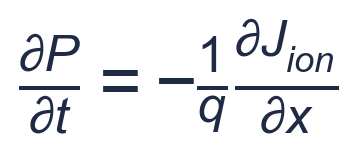 ∂P/∂t = −1/q ∂J_ion/∂x